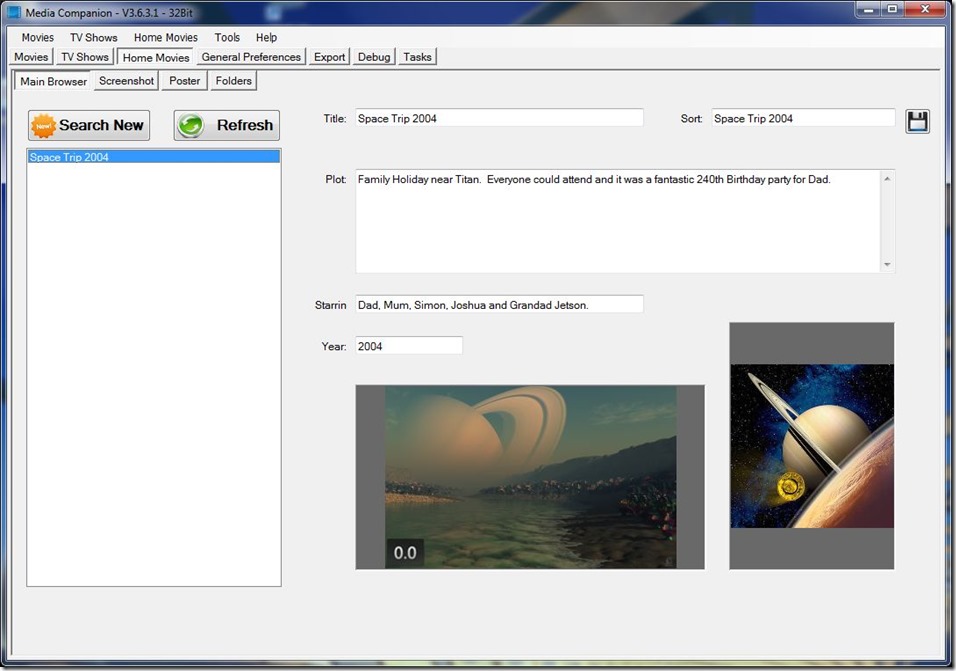 Media Companion - V3.6.3.1 - 32Bit
Movies TV Shows Home Movies Tools Help
Movies TV Shows Home Movies General Preferences Export Debug Tasks
Main Browser Screenshot Poster Folders
New! Search New Refresh
Title: Space Trip 2004 Sort: Space Trip 2004
Space Trip 2004
Plot: Family Holiday near Titan. Everyone could attend and it was a fantastic 240th Birthday party for Dad.
Starrin Dad, Mum, Simon, Joshua and Grandad Jetson.
Year: 2004
0.0